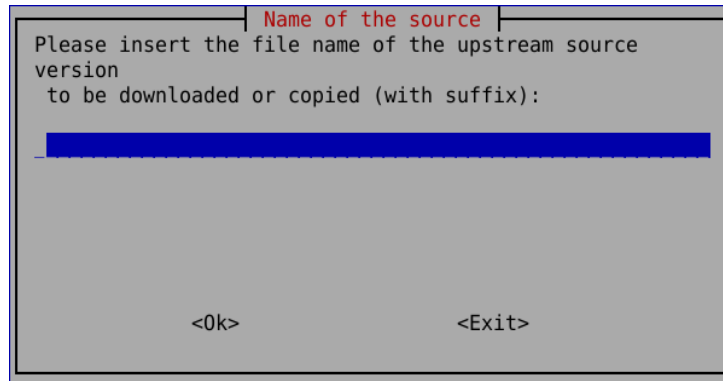 Name of the source
Please insert the file name of the upstream source
version
to be downloaded or copied (with suffix):
<Ok> <Exit>